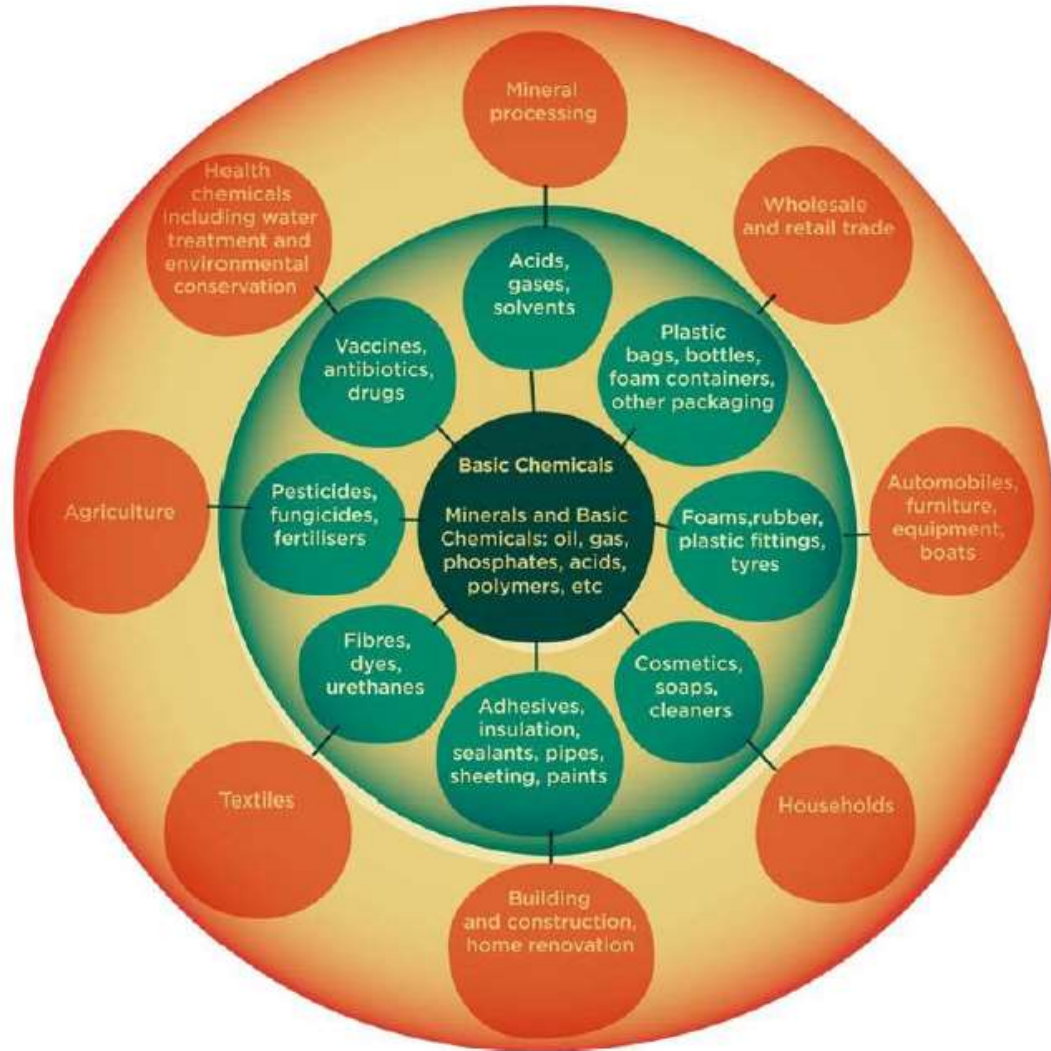 Mineral
processing
Health
chemicals
including water
treatment and
environmental
conservation
Wholesale
and retail trade
Acids,
gases,
solvents
Vaccines,
antibiotics,
drugs
Plastic
bags, bottles,
foam containers,
other packaging
Basic Chemicals
Minerals and Basic
Chemicals: oil, gas,
phosphates, acids,
polymers, etc
Agriculture
Pesticides,
fungicides,
fertilisers
Foams,rubber,
plastic fittings,
tyres
Automobiles,
furniture,
equipment,
boats
Fibres,
dyes,
urethanes
Cosmetics,
soaps,
cleaners
Adhesives,
insulation,
sealants, pipes,
sheeting, paints
Textiles
Households
Building
and construction,
home renovation